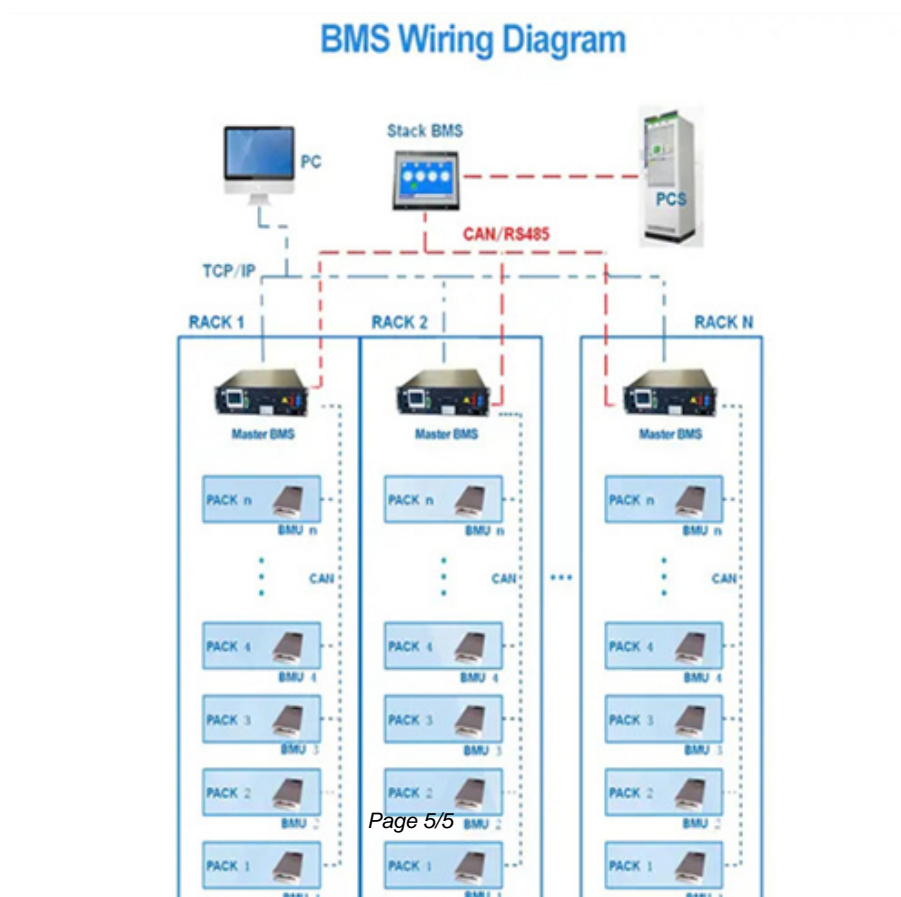 BMS Wiring Diagram
Stack BMS
PC
PCS
CAN/RS485
TCP/IP
RACK 1
RACK 2
RACK N
Master BMS
Master BMS
Master BMS
PACK n
PACK n
PACK n
BMU n
BMU n
BMU n
CAN
CAN
CAN
PACK 4
PACK 4
PACK 4
BMU 4
BMU 4
BMU 4
PACK 3
PACK 3
PACK 3
BMU 3
BMU 3
BMU 3
PACK 2
PACK 2
PACK 2
Page 5/5
BMU 2
BMU 2
BMU 2
PACK 1
PACK 1
PACK 1